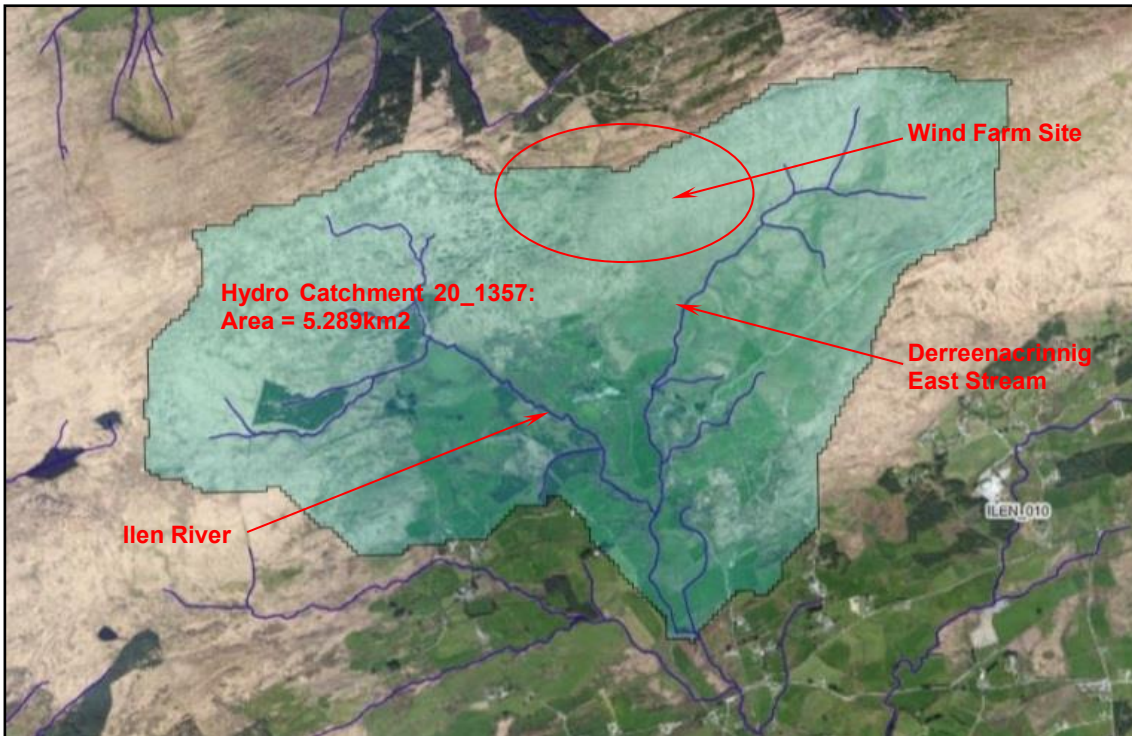 Wind Farm Site
Hydro Catchment 20_1357:
Area = 5.289km2
Derreenacrinnig
East Stream
ILEN_010
Ilen River